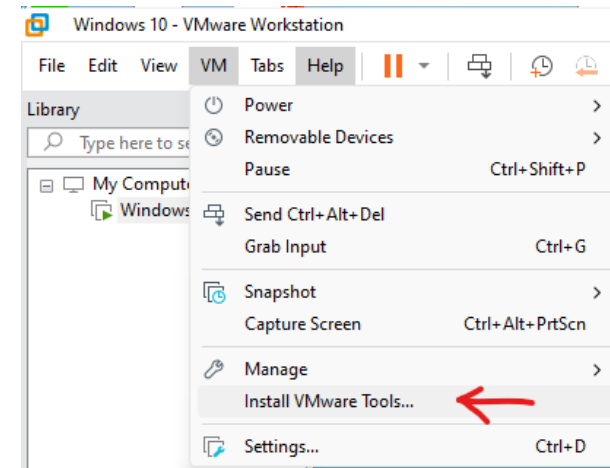 Windows 10 - VMware Workstation
File Edit View VM Tabs Help
Library
Type here to se
My Compute
Windows
Power
Removable Devices
Pause Ctrl+Shift+P
Send Ctrl+Alt+Del
Grab Input Ctrl+G
Snapshot
Capture Screen Ctrl+Alt+PrtScn
Manage
Install VMware Tools...
Settings... Ctrl+D